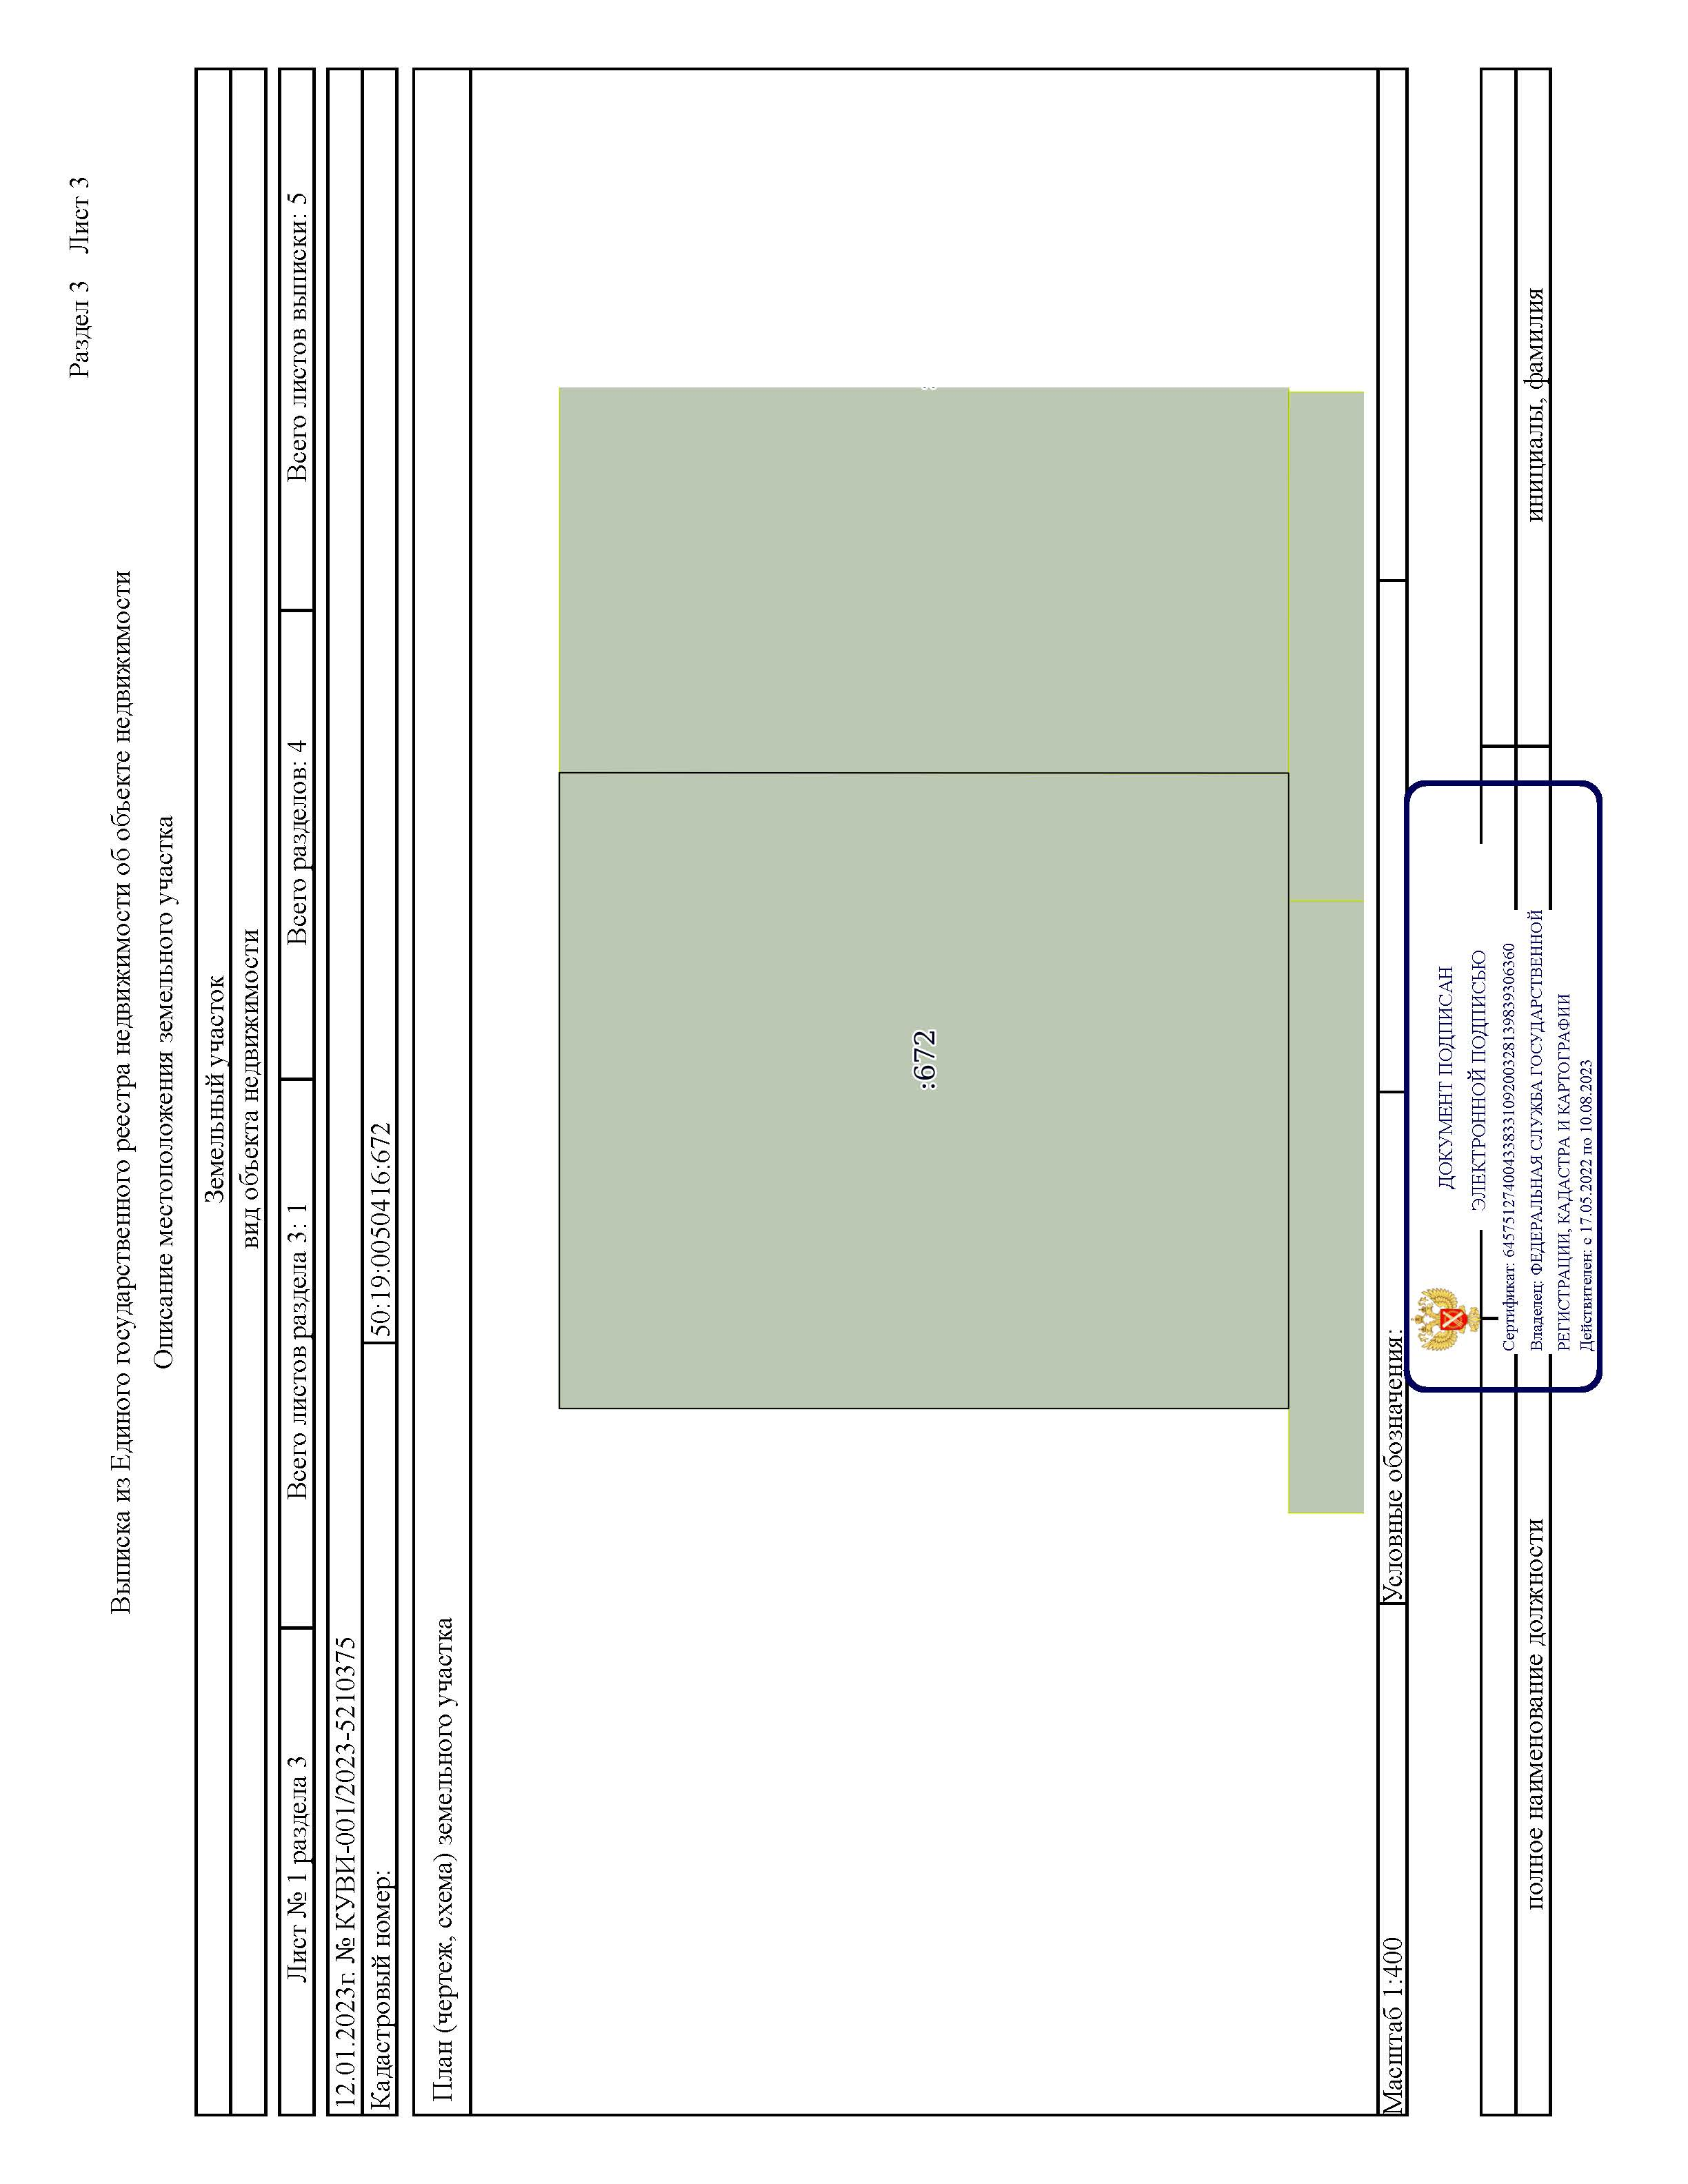 Раздел 3 Лист 3
Выписка из Единого государственного реестра недвижимости об объекте недвижимости
Описание местоположения земельного участка
Земельный участок
вид объекта недвижимости
Лист № 1 раздела 3 Всего листов раздела 3: 1 Всего разделов: 4 Всего листов выписки: 5
12.01.2023г. № КУВИ-001/2023-5210375
Кадастровый номер: 50:19:0050416:672
План (чертеж, схема) земельного участка
:672
Масштаб 1:400 Условные обозначения:
ДОКУМЕНТ ПОДПИСАН
ЭЛЕКТРОННОЙ ПОДПИСЬЮ
Сертификат: 64575127400433833109200328139839306360
Владелец: ФЕДЕРАЛЬНАЯ СЛУЖБА ГОСУДАРСТВЕННОЙ
РЕГИСТРАЦИИ, КАДАСТРА И КАРТОГРАФИИ
Действителен: с 17.05.2022 по 10.08.2023
полное наименование должности инициалы, фамилия